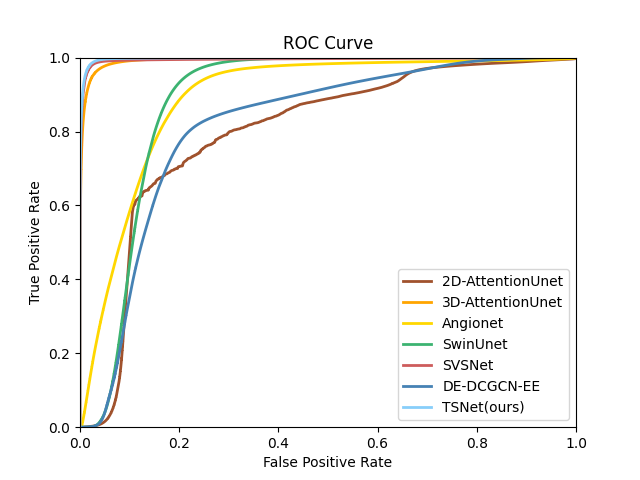 ROC Curve
True Positive Rate
1.0
0.8
0.6
0.4
0.2
0.0
2D-AttentionUnet
3D-AttentionUnet
Angionet
SwinUnet
SVSNet
DE-DCGCN-EE
TSNet(ours)
0.0 0.2 0.4 0.6 0.8 1.0
False Positive Rate